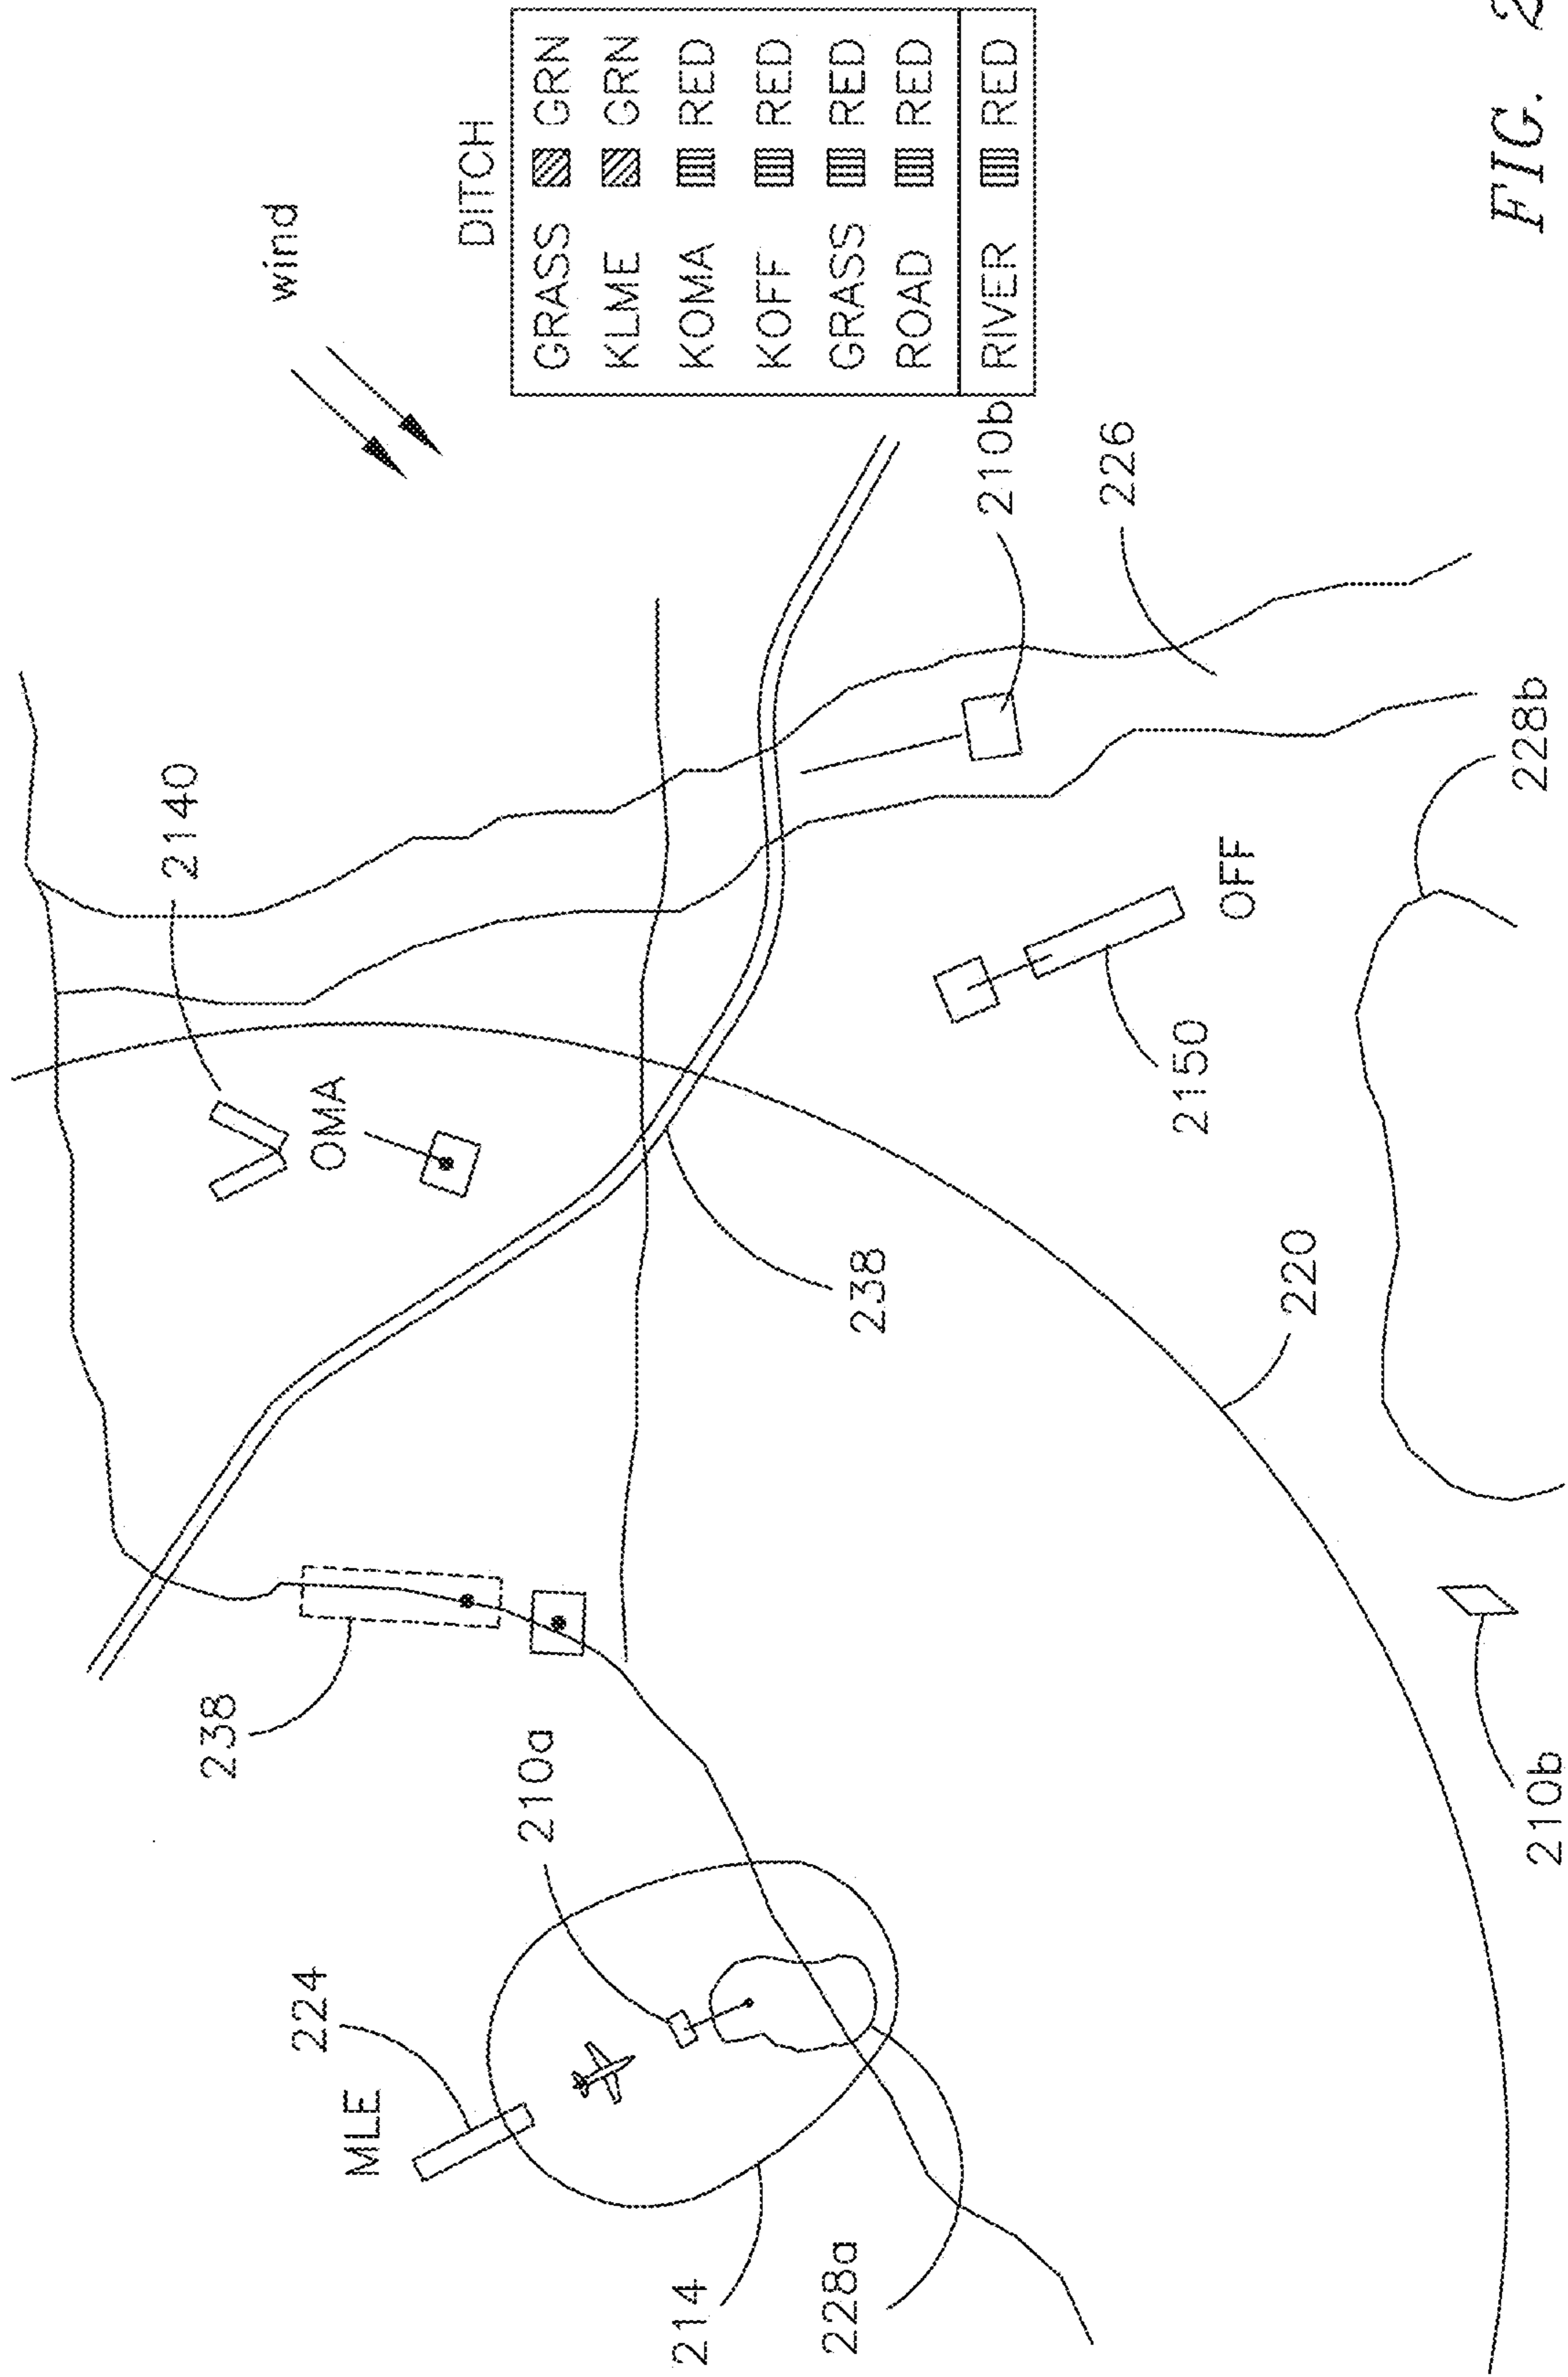 wind
DITCH
GRASS GRN
KLME GRN
KOMA RED
KOFF RED
GRASS RED
ROAD RED
RIVER RED
2140
OMA
210b
226
238
238
2150
OFF
228b
220
210a
224
MLE
214
228a
210b
FIG. 2